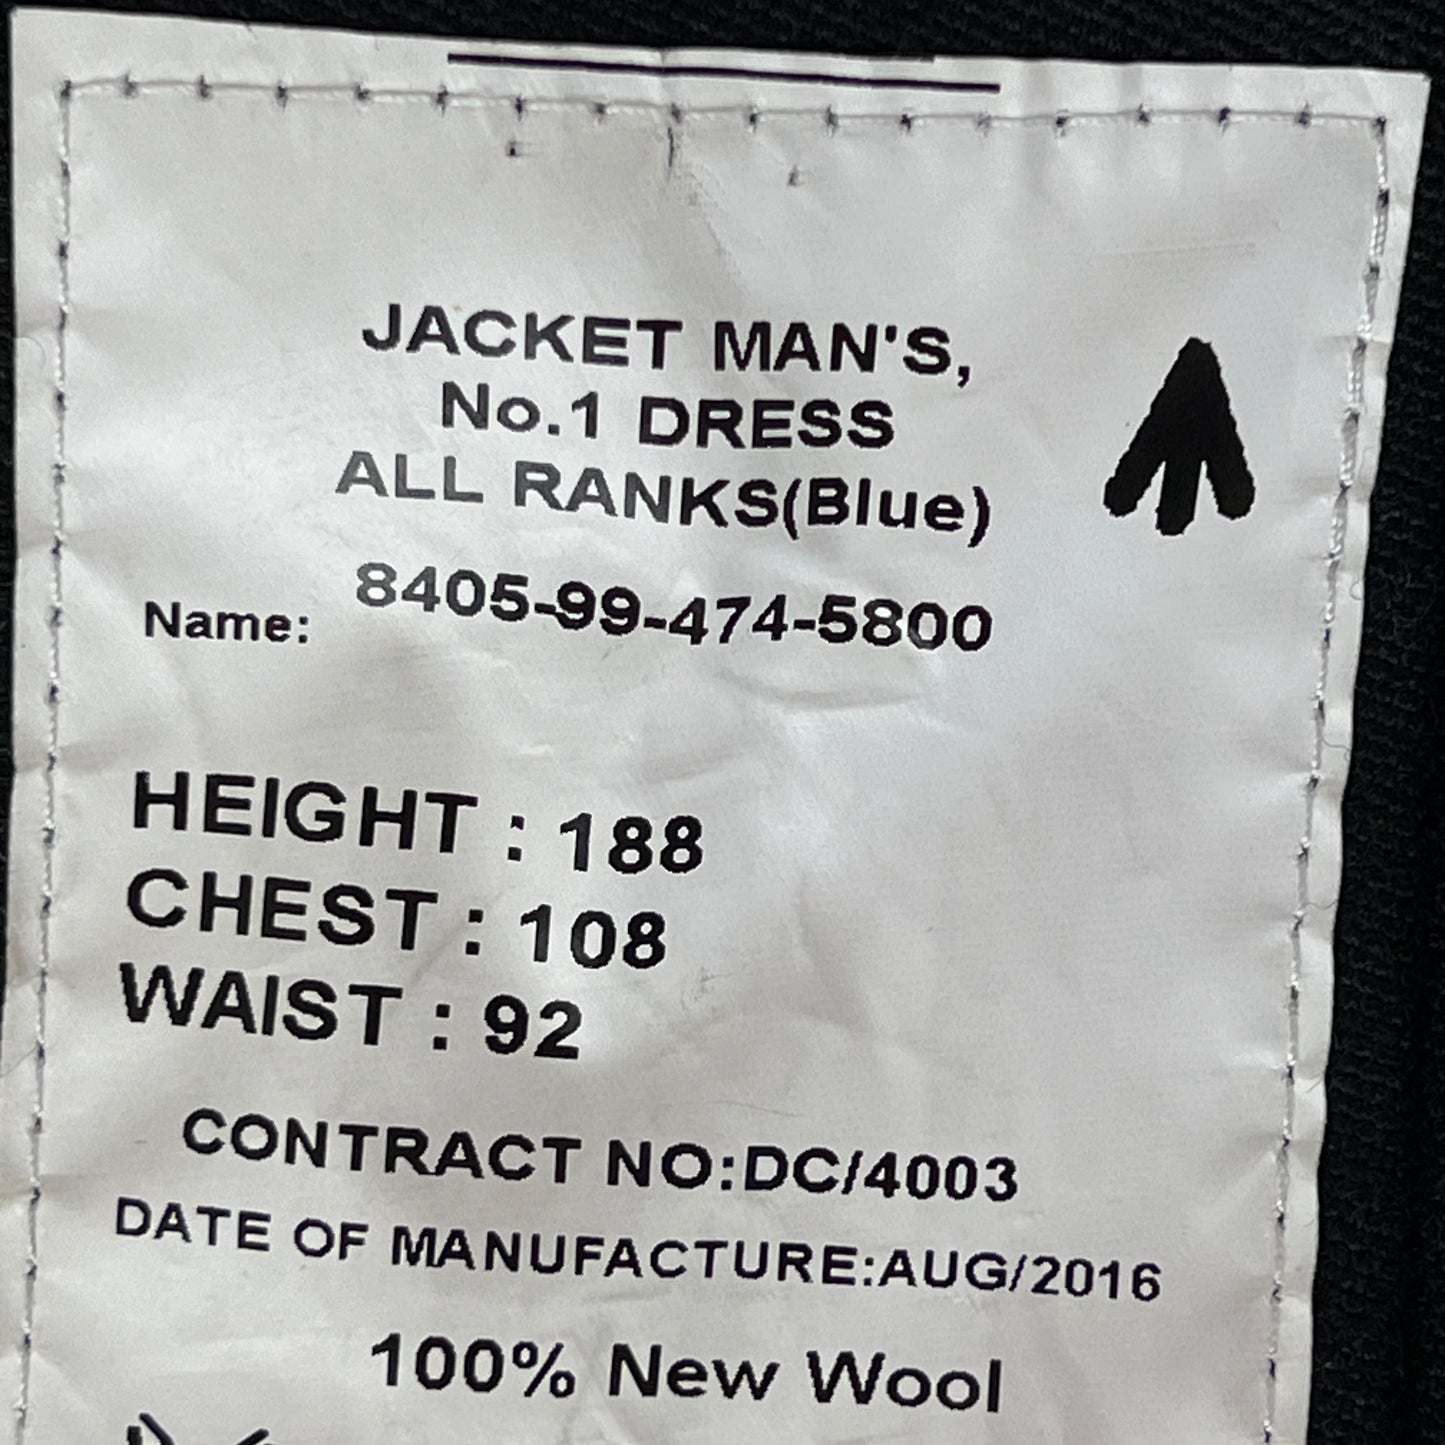 JACKET MAN'S,
No.1 DRESS
ALL RANKS(Blue)
8405-99-474-5800
Name:
HEIGHT : 188
CHEST : 108
WAIST : 92
CONTRACT NO:DC/4003
DATE OF MANUFACTURE:AUG/2016
100% New Wool